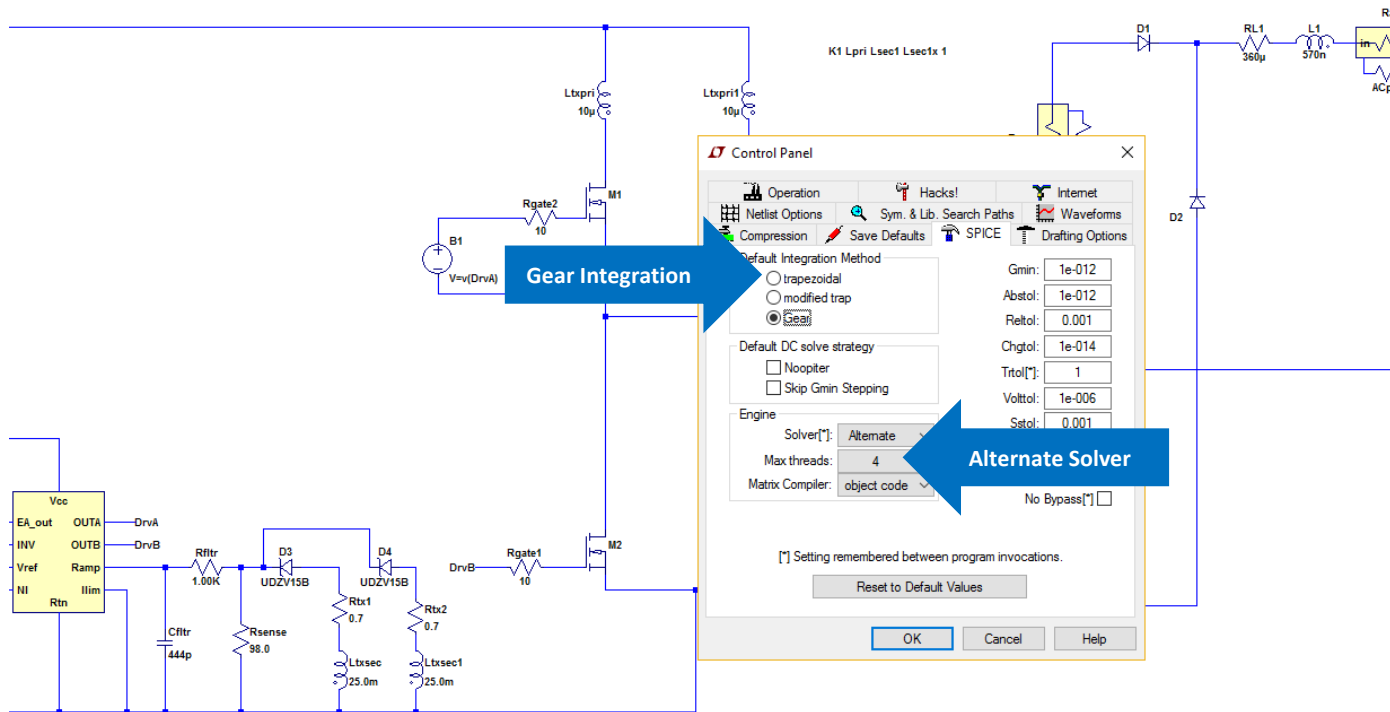 K1 Lpri Lsec1 Lsec1x 1
D1
RL1
360µ
L1
570n
in
D2
Ltxpri
10µ
Ltxpri1
10µ
M1
Rgate2
10
B1
V=v(DrvA)
Gear Integration
Control Panel
Operation
Hacks!
Internet
Netlist Options
Sym. & Lib. Search Paths
Waveforms
Compression
Save Defaults
SPICE
Drafting Options
Default Integration Method
trapezoidal
modified trap
Gear
Default DC solve strategy
Noopiter
Skip Gmin Stepping
Engine
Solver[*]: Alternate
Max threads: 4
Matrix Compiler: object code
Gmin: 1e-012
Abstol: 1e-012
Reltol: 0.001
Chgtol: 1e-014
Trtol[*]: 1
Volttol: 1e-006
Sstol: 0.001
Alternate Solver
No Bypass[*]
[*] Setting remembered between program invocations.
Reset to Default Values
OK
Cancel
Help
Vcc
EA_out OUTA DrvA
INV OUTB DrvB
Vref Ramp
NI Ilim
Rtn
Rfltr
1.00K
D3
UDZV15B
D4
UDZV15B
DrvB
Rgate1
10
M2
Rtx1
0.7
Rtx2
0.7
Cfltr
444p
Rsense
98.0
Ltxsec
25.0m
Ltxsec1
25.0m